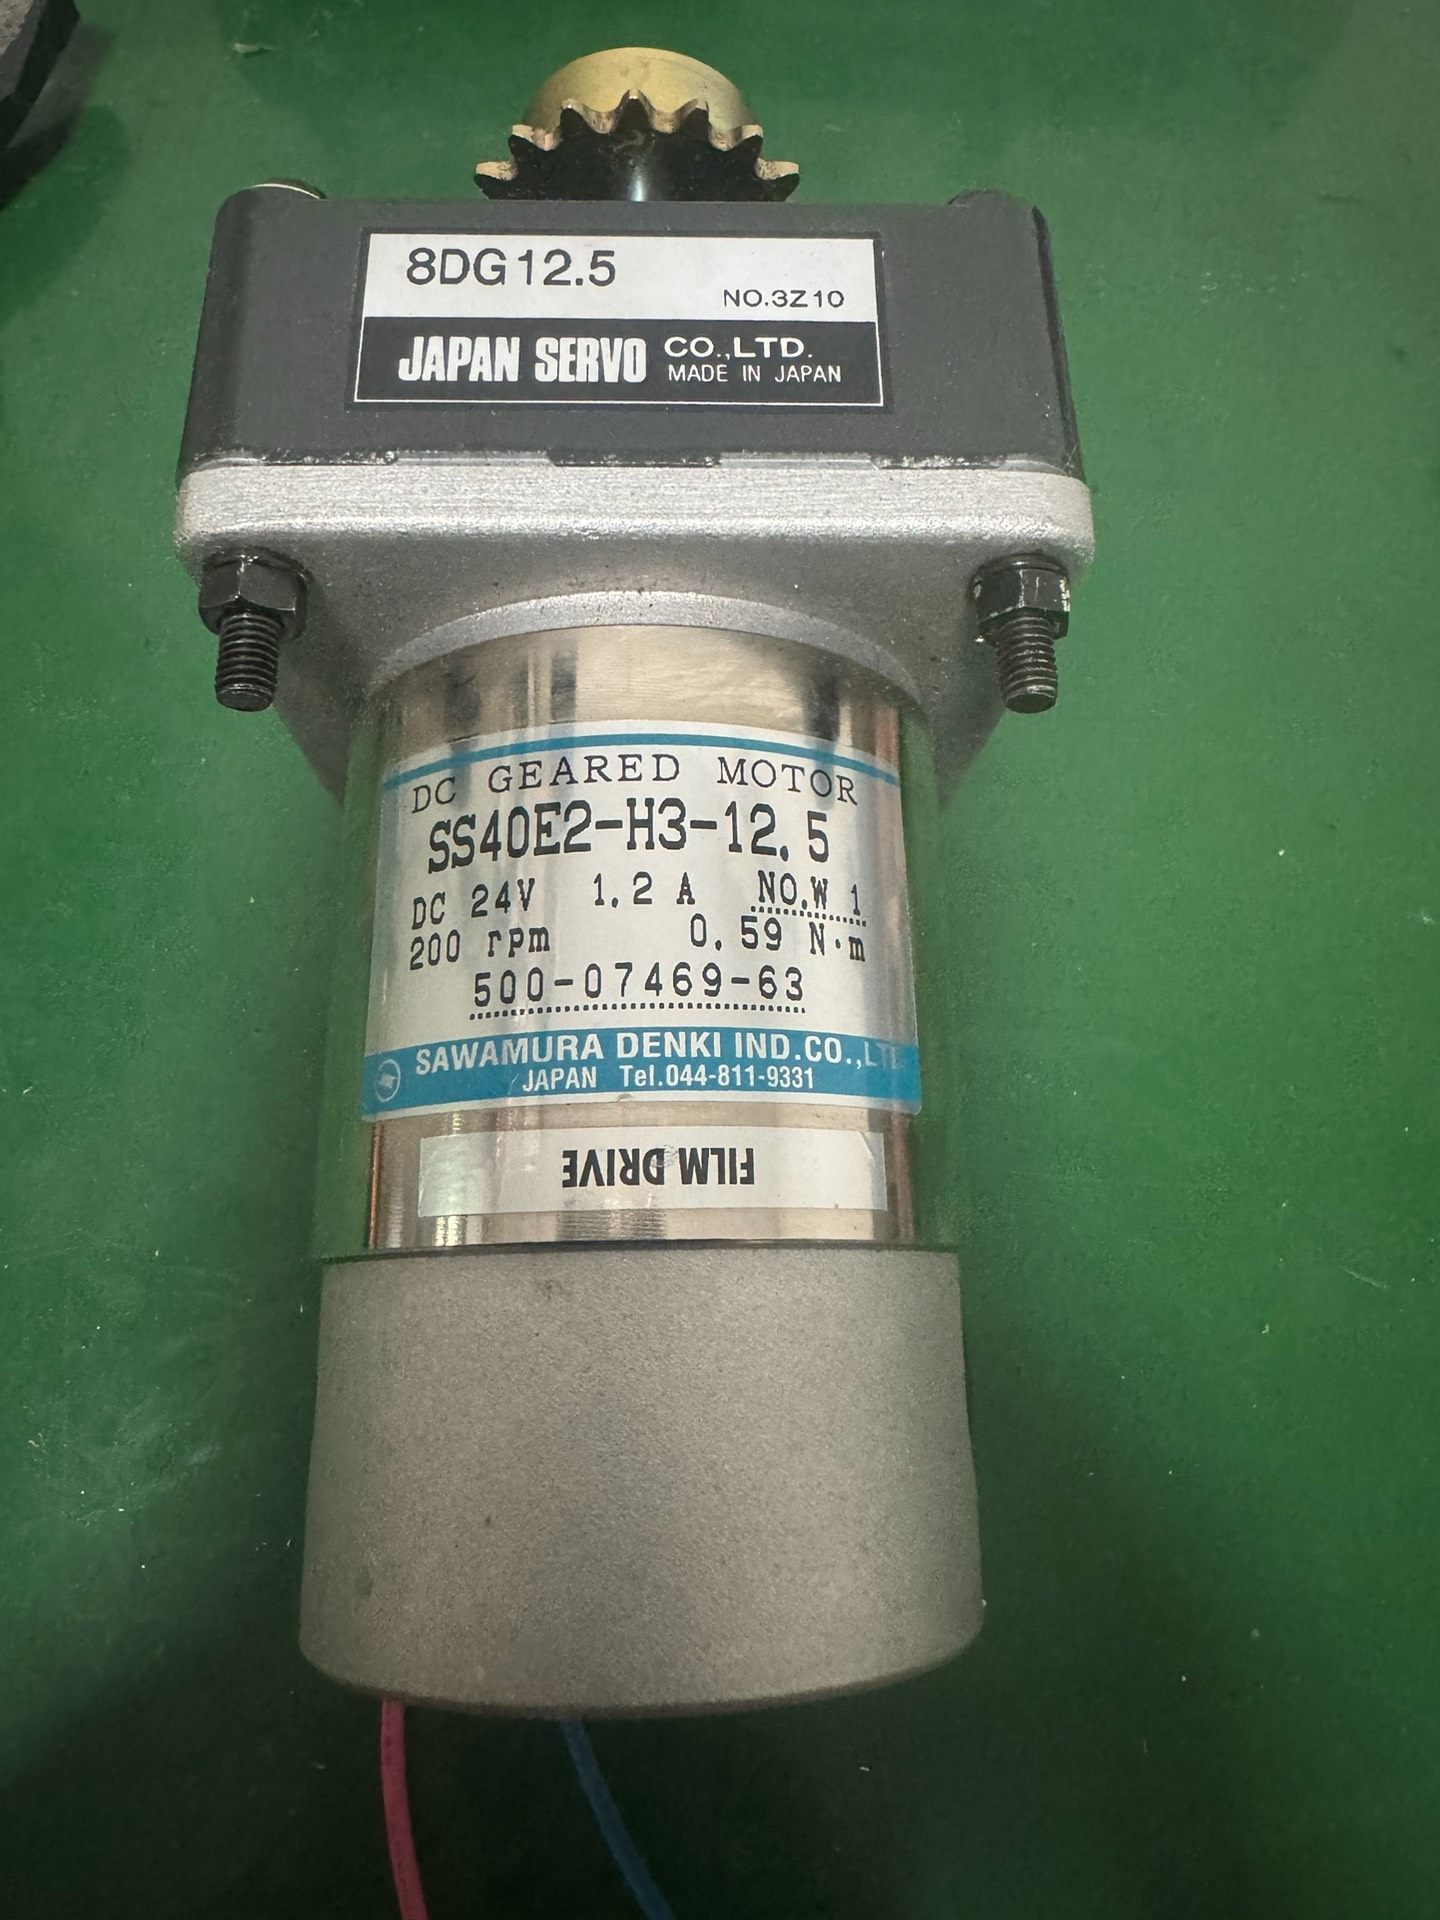 8DG12.5
NO.3Z10
JAPAN SERVO CO.,LTD.
MADE IN JAPAN
DC GEARED MOTOR
SS40E2-H3-12.5
DC 24V 1.2 A NO.W 1
200 rpm 0.59 N·m
500-07469-63
SAWAMURA DENKI IND.CO.,LTD.
JAPAN Tel.044-811-9331
FILM DRIVE